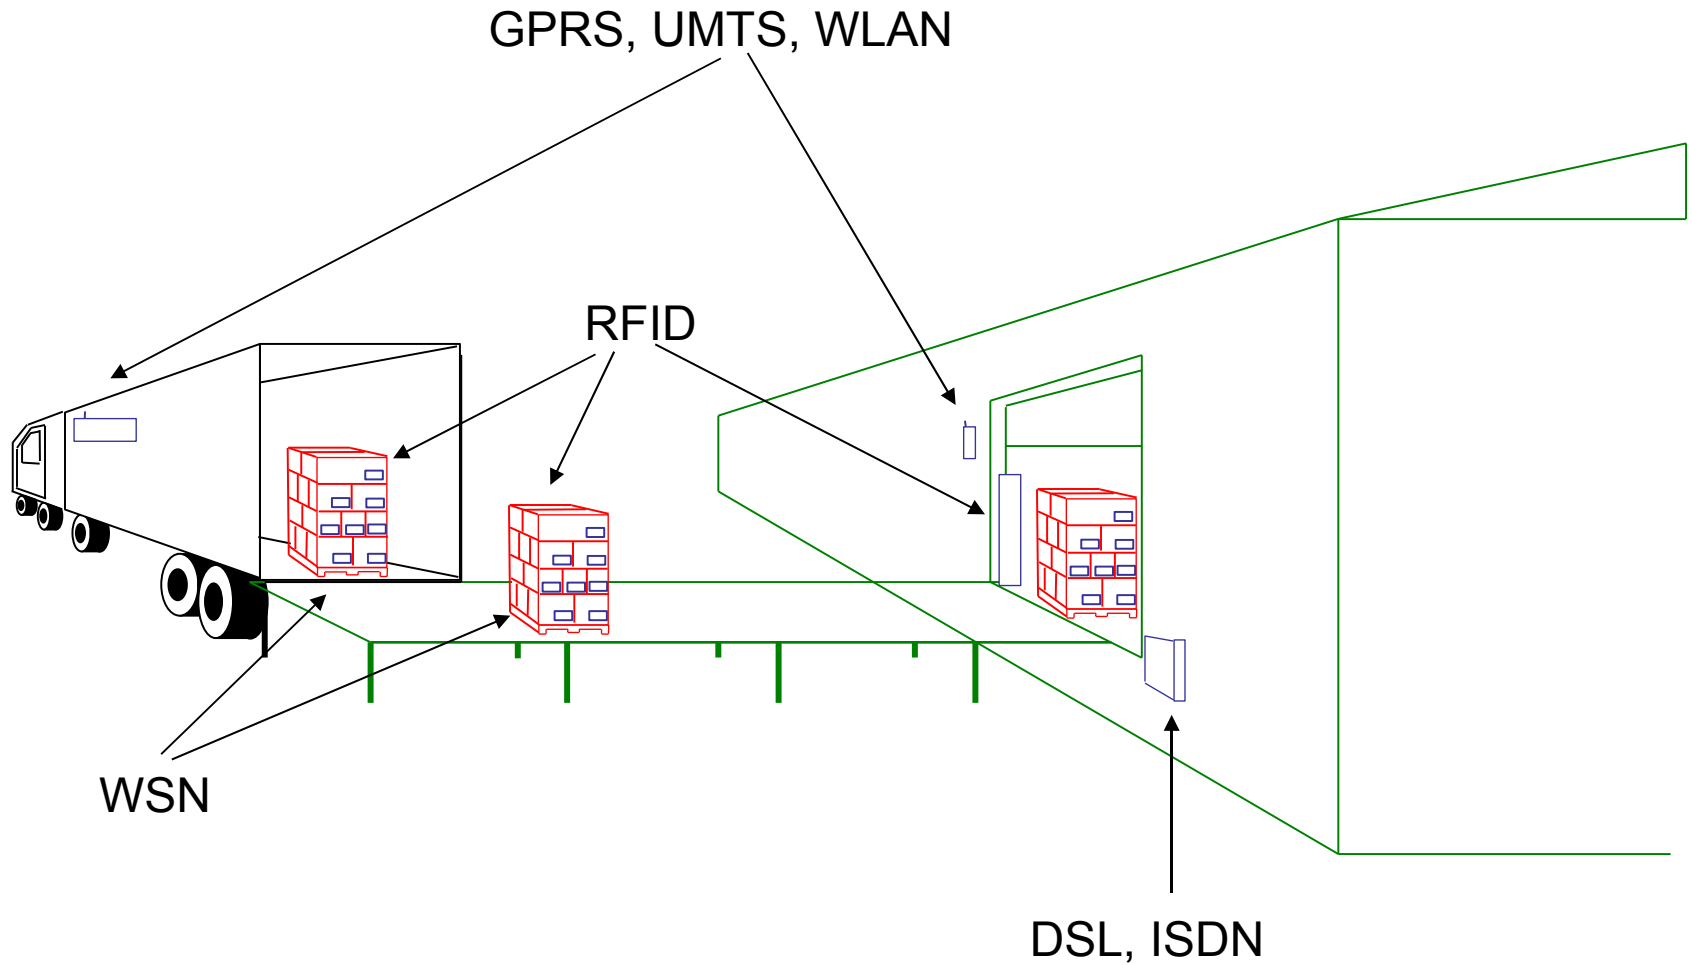 GPRS, UMTS, WLAN
RFID
WSN
DSL, ISDN